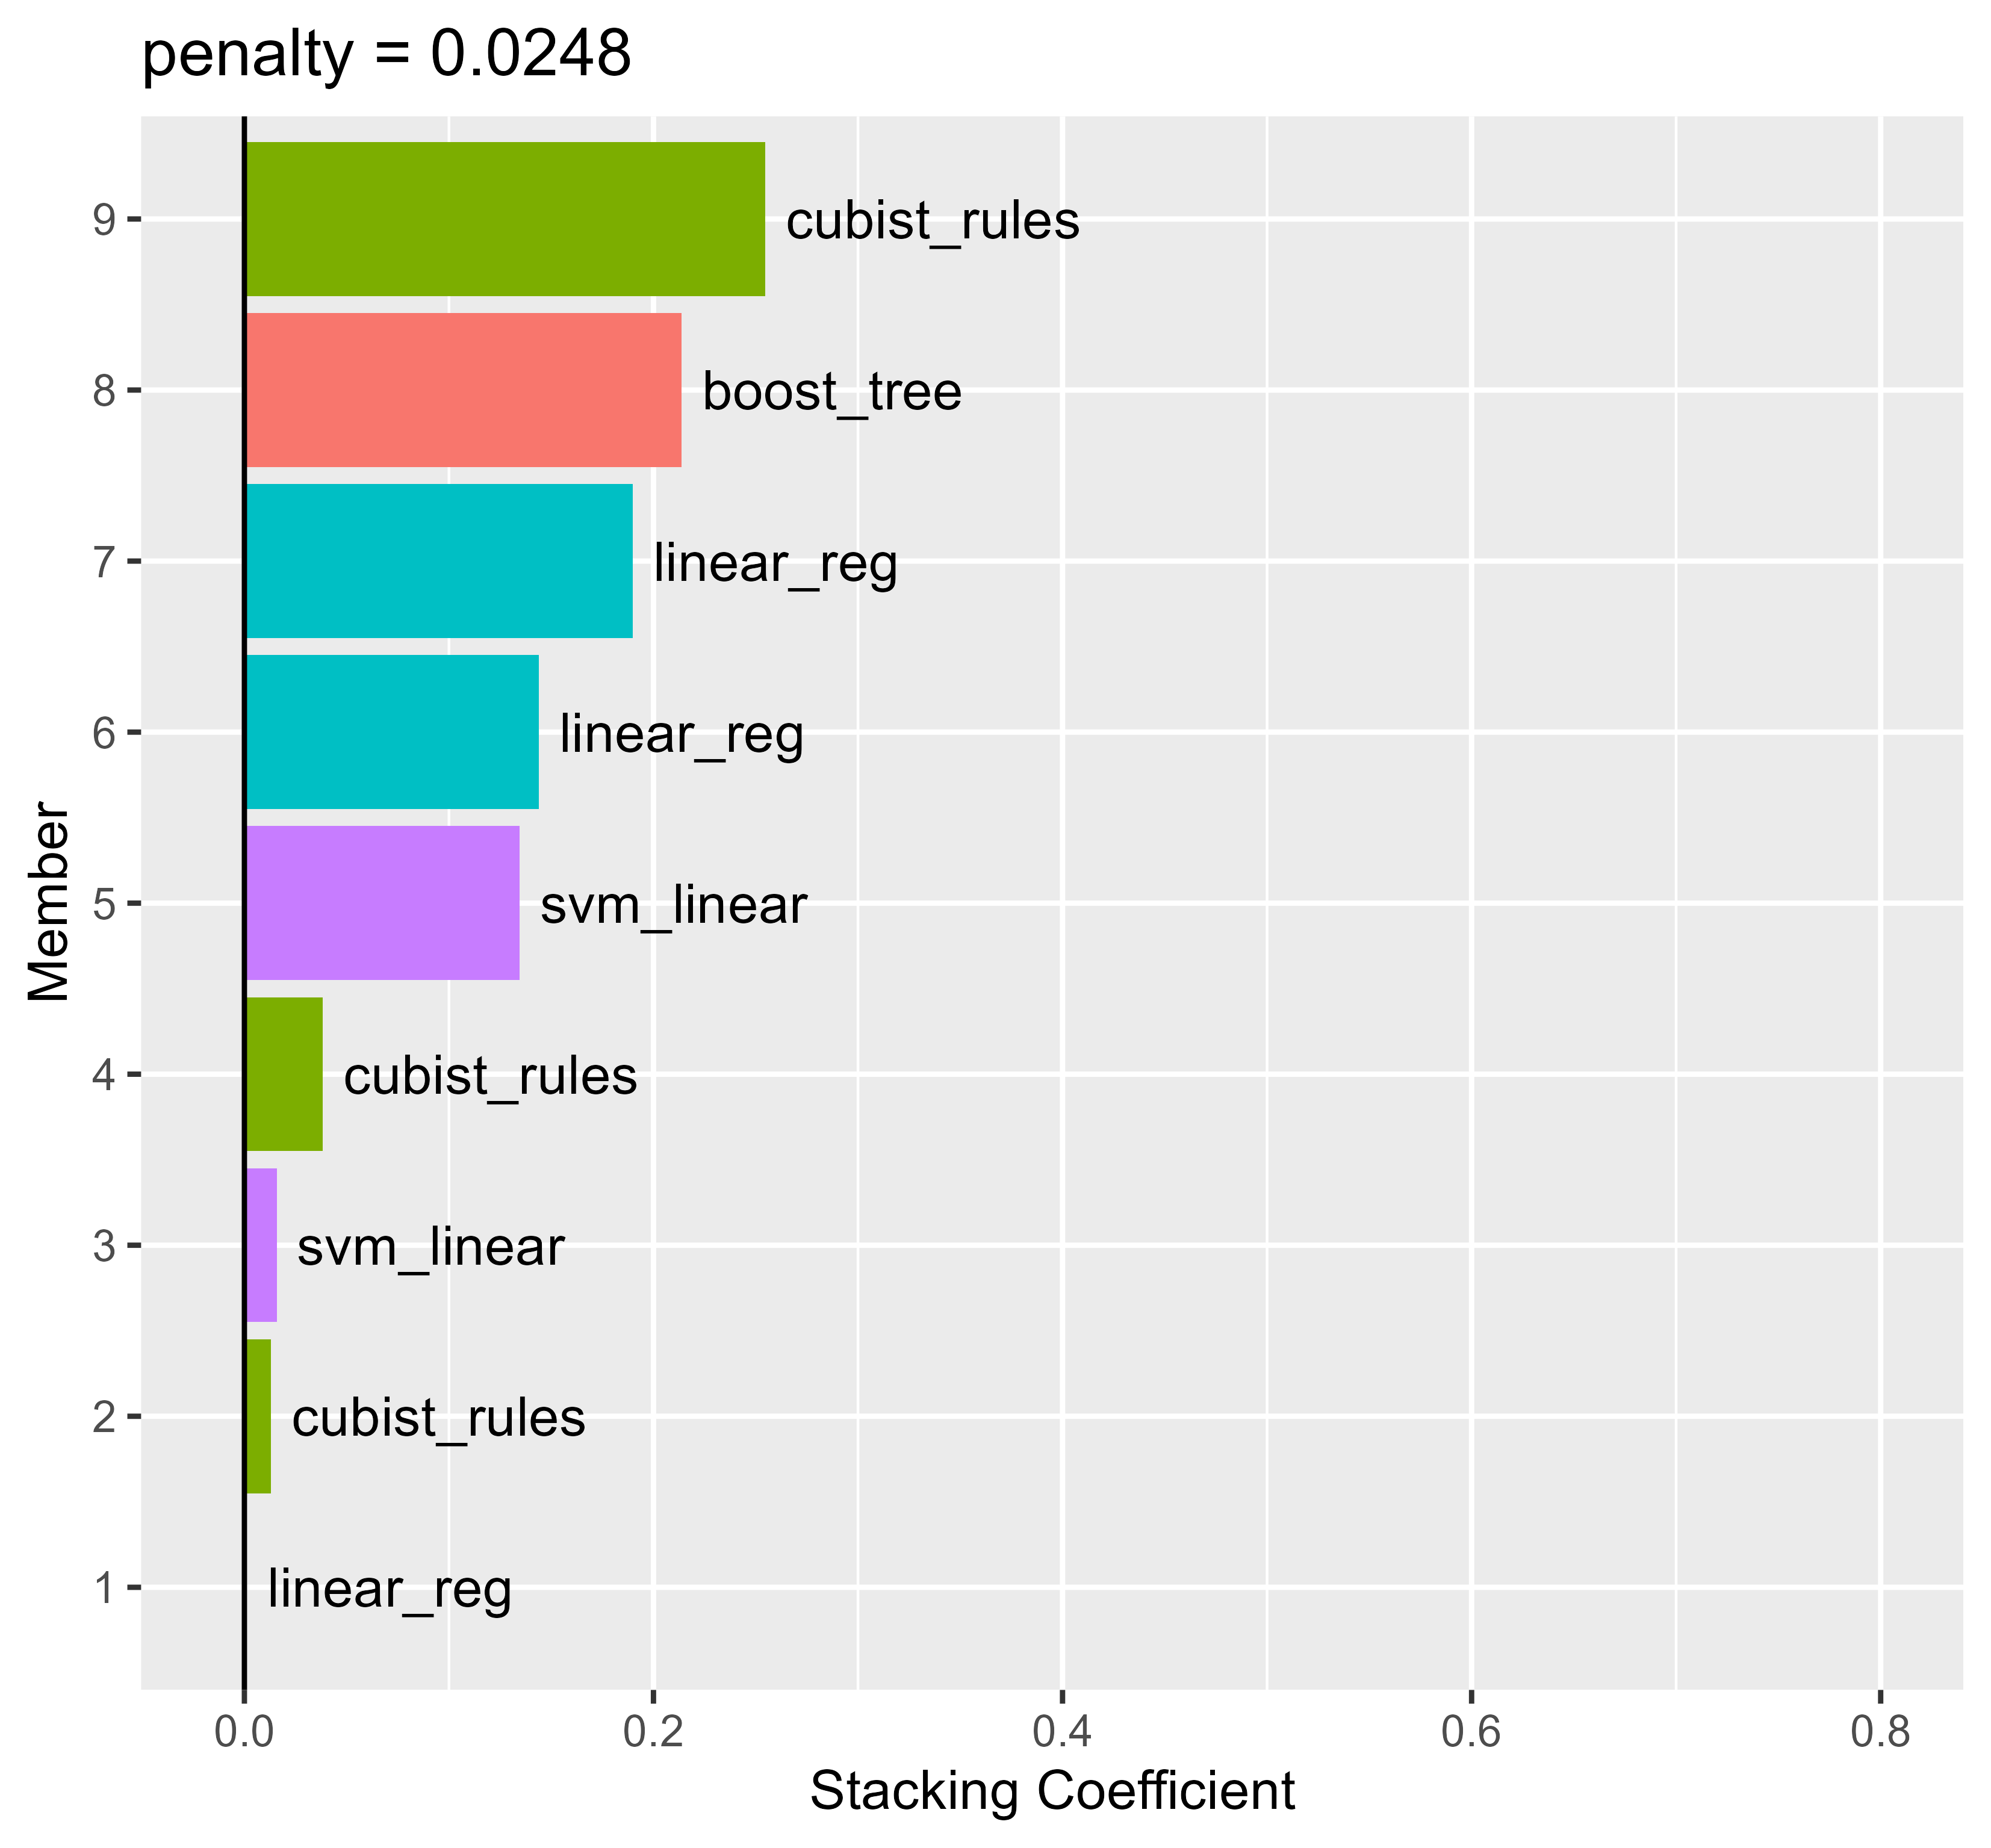 penalty = 0.0248
9
cubist_rules
8
boost_tree
7
linear_reg
6
linear_reg
5
svm_linear
4
cubist_rules
3
svm_linear
2
cubist_rules
1
linear_reg
Member
0.0 0.2 0.4 0.6 0.8
Stacking Coefficient